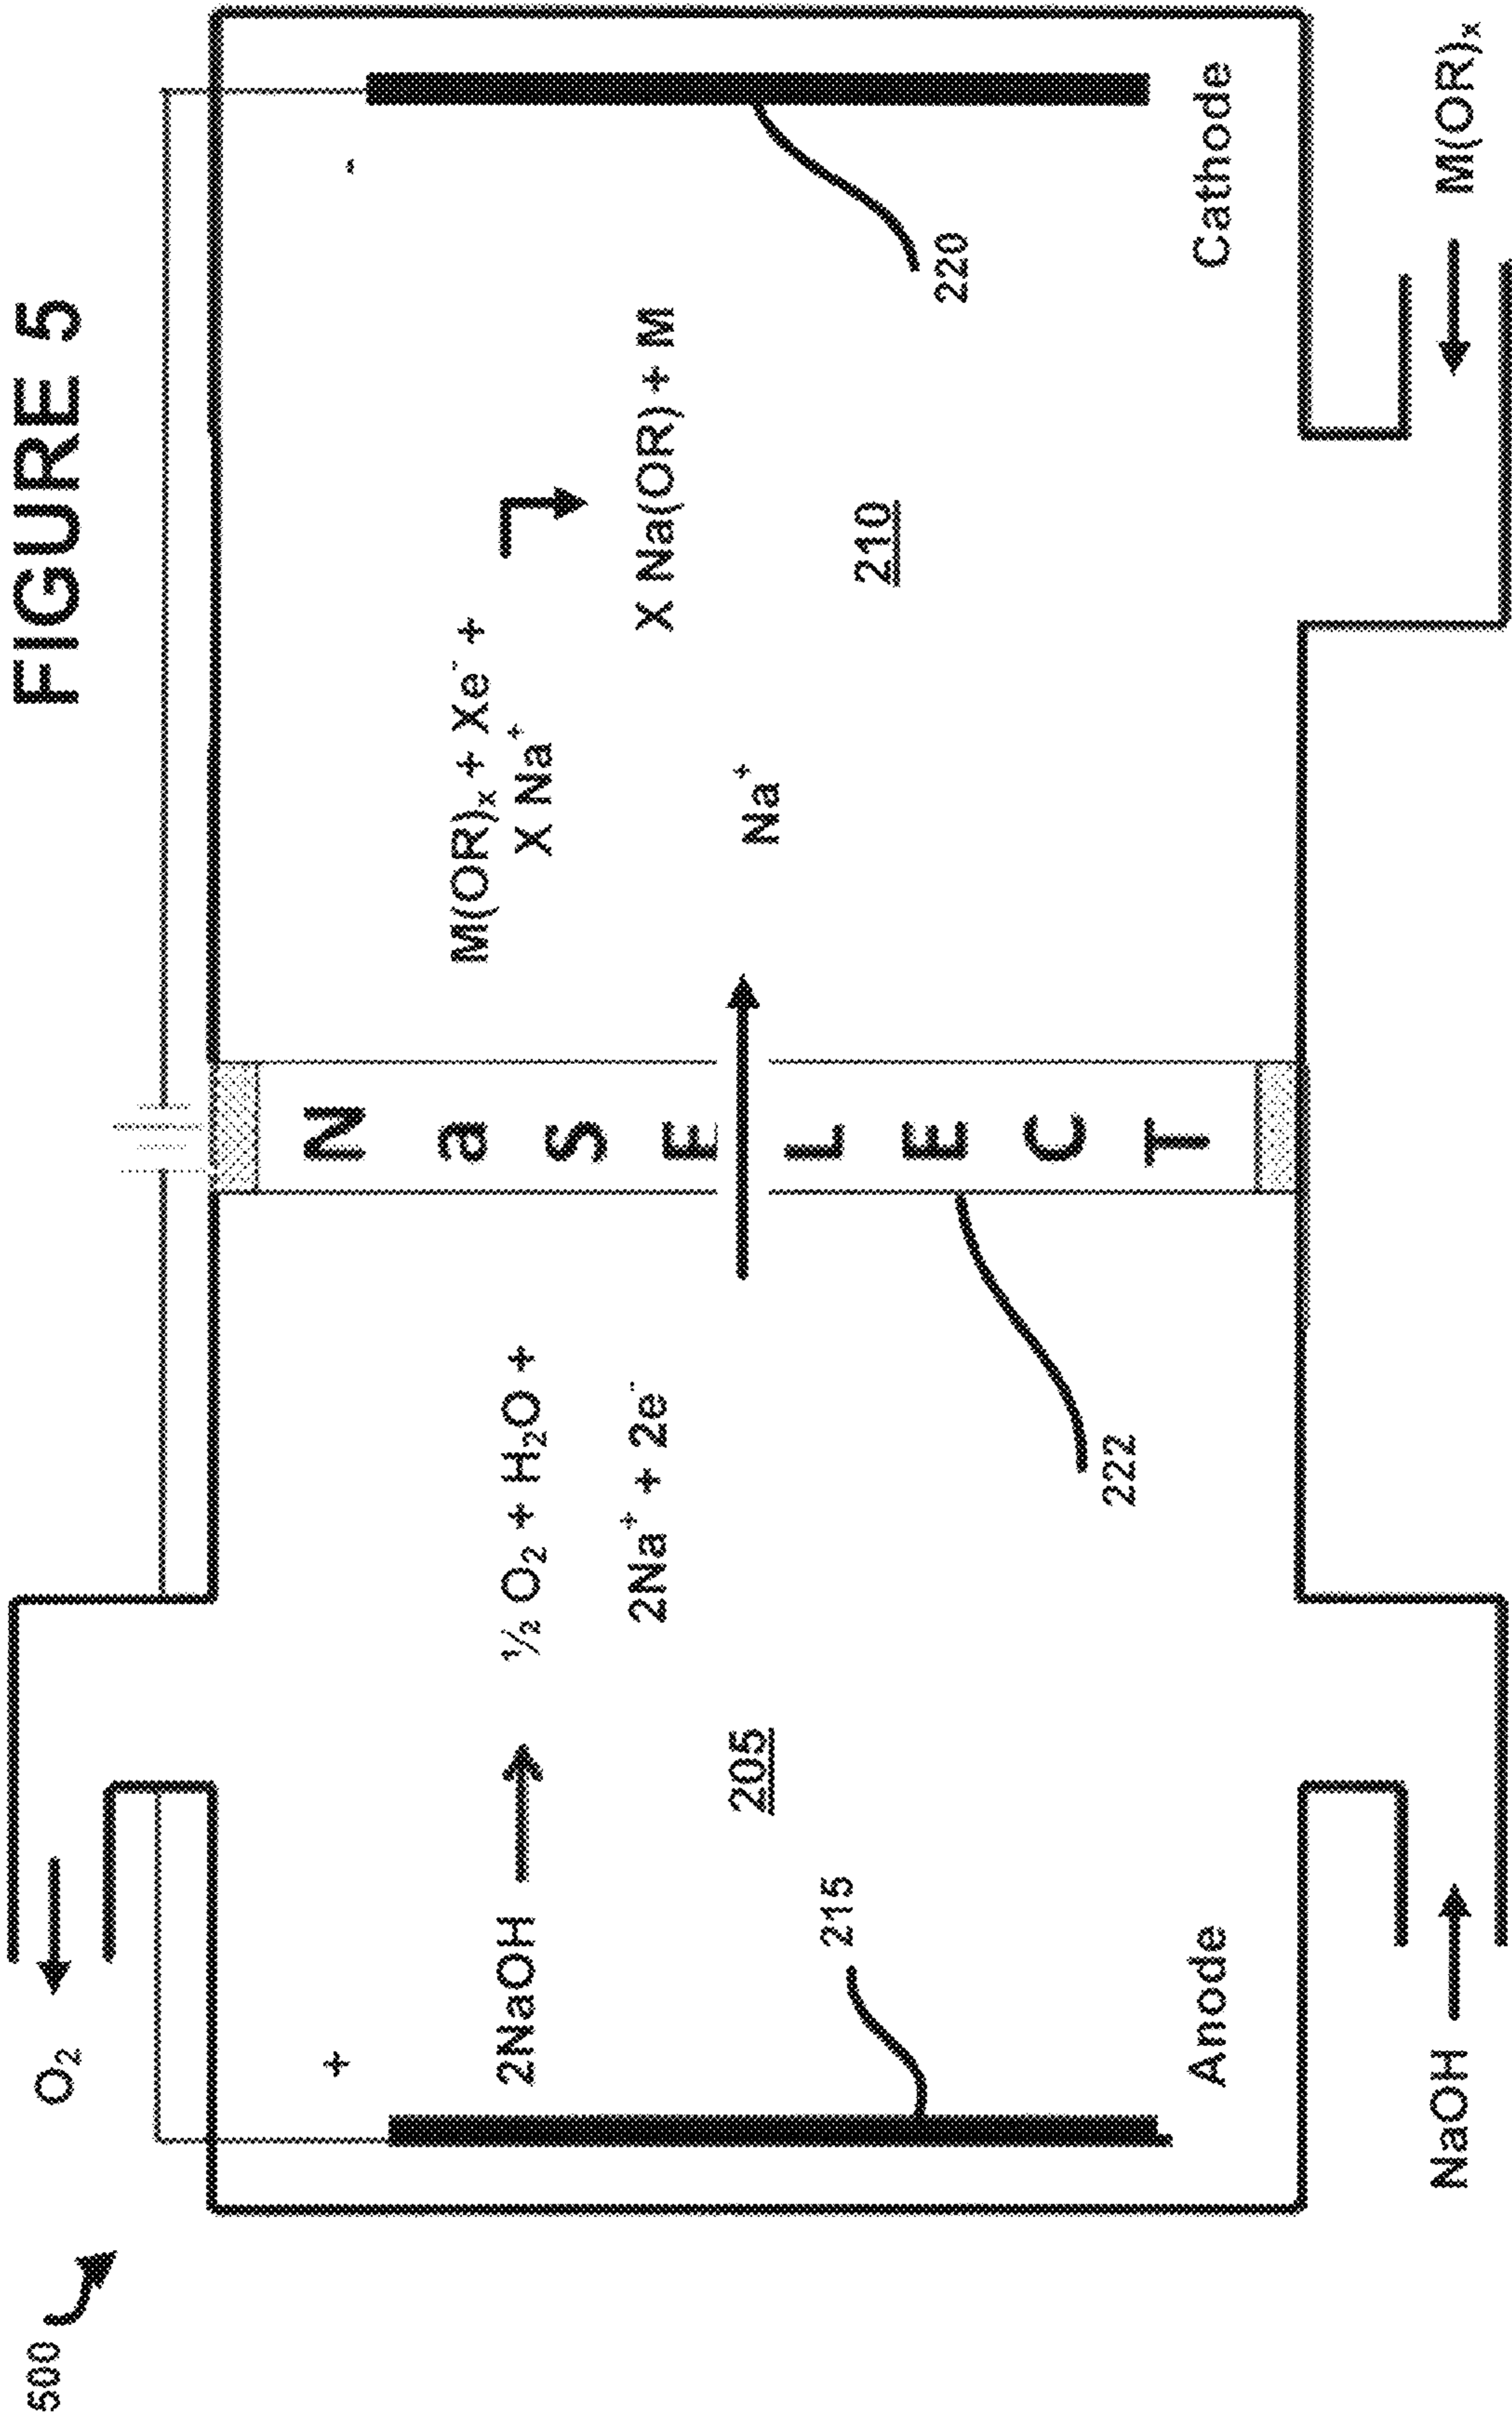 FIGURE 5
500
O₂
+
-
2NaOH → ½ O₂ + H₂O +
2Na⁺ + 2e⁻
M(OR)ₓ + Xe⁻ +
X Na⁺
X Na(OR) + M
NaSELECT
Na⁺
205
210
215
220
222
Anode
Cathode
NaOH
M(OR)ₓ